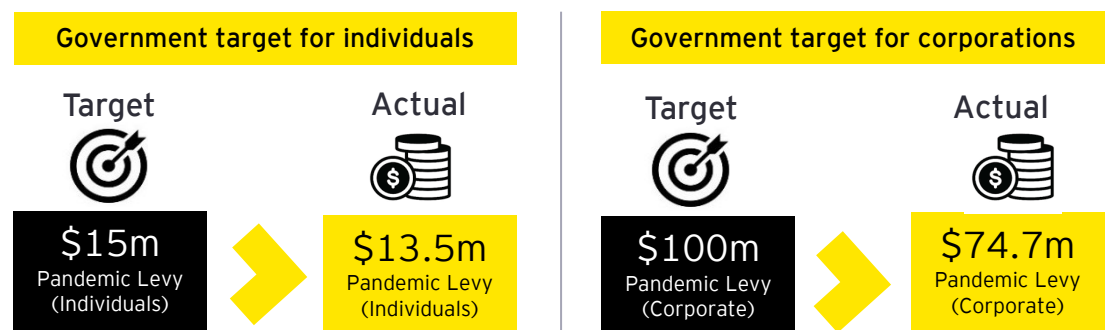 Government target for individuals
Target
Actual
$
$15m
Pandemic Levy
(Individuals)
$13.5m
Pandemic Levy
(Individuals)
Government target for corporations
Target
Actual
$
$100m
Pandemic Levy
(Corporate)
$74.7m
Pandemic Levy
(Corporate)